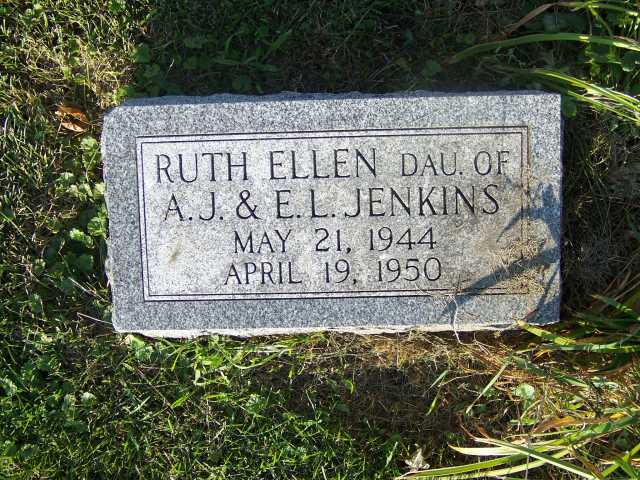 RUTH ELLEN DAU. OF
A.J. & E.L. JENKINS
MAY 21, 1944
APRIL 19, 1950